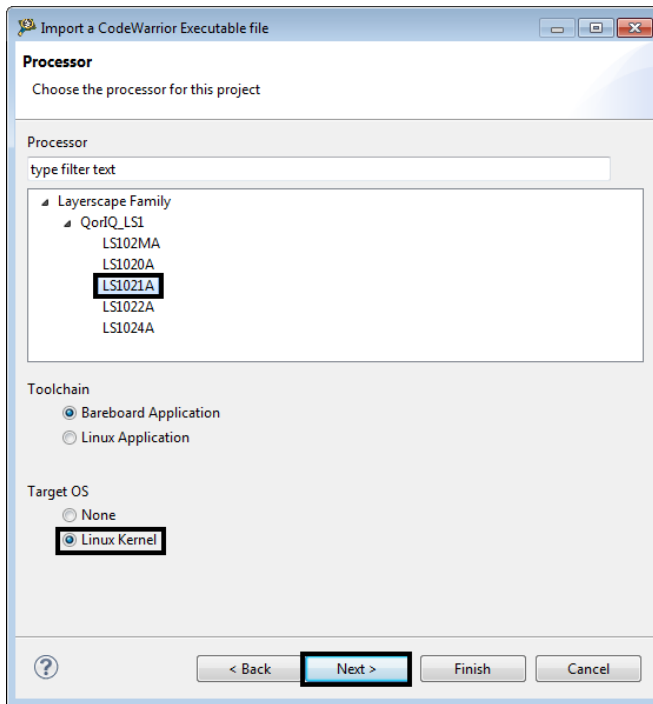 Import a CodeWarrior Executable file
Processor
Choose the processor for this project
Processor
type filter text
Layerscape Family
QorIQ_LS1
LS102MA
LS1020A
LS1021A
LS1022A
LS1024A
Toolchain
Bareboard Application
Linux Application
Target OS
None
Linux Kernel
? < Back Next > Finish Cancel